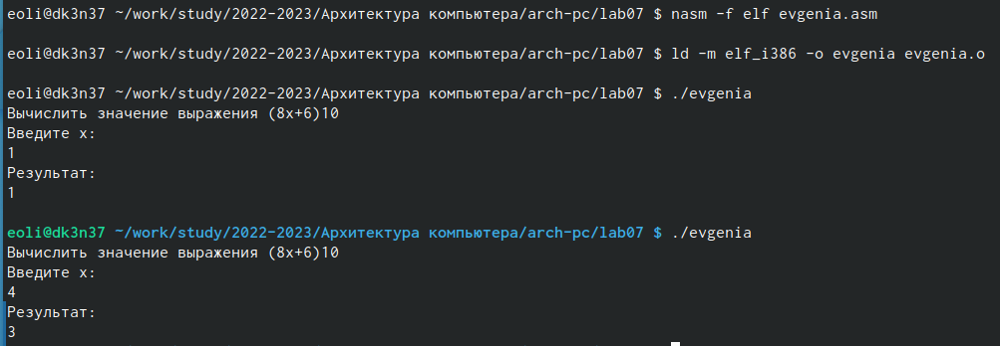 eoli@dk3n37 ~/work/study/2022-2023/Архитектура компьютера/arch-pc/lab07 $ nasm -f elf evgenia.asm
eoli@dk3n37 ~/work/study/2022-2023/Архитектура компьютера/arch-pc/lab07 $ ld -m elf_i386 -o evgenia evgenia.o
eoli@dk3n37 ~/work/study/2022-2023/Архитектура компьютера/arch-pc/lab07 $ ./evgenia
Вычислить значение выражения (8x+6)10
Введите x:
1
Результат:
1
eoli@dk3n37 ~/work/study/2022-2023/Архитектура компьютера/arch-pc/lab07 $ ./evgenia
Вычислить значение выражения (8x+6)10
Введите x:
4
Результат:
3